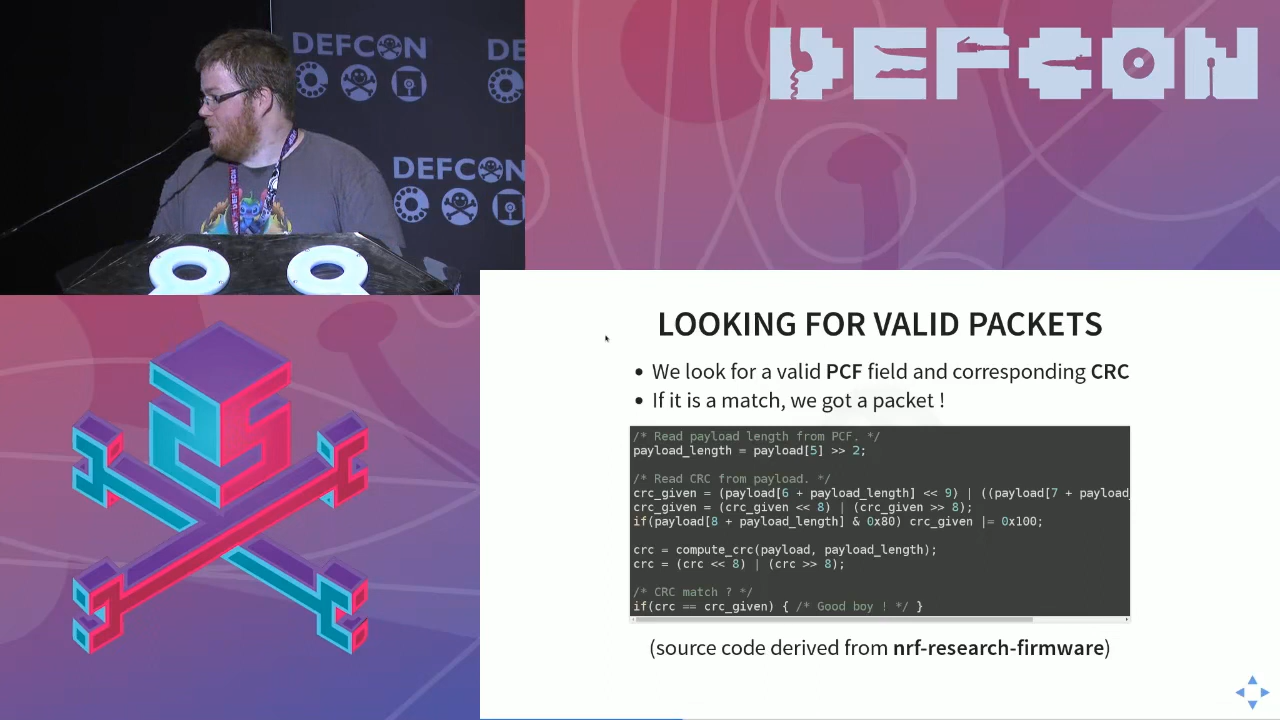 DEFCON
DE
DEFCON
DEFCON
LOOKING FOR VALID PACKETS
• We look for a valid PCF field and corresponding CRC
• If it is a match, we got a packet !
/* Read payload length from PCF. */
payload_length = payload[5] >> 2;
/* Read CRC from payload. */
crc_given = (payload[6 + payload_length] << 9) | ((payload[7 + payload_
crc_given = (crc_given << 8) | (crc_given >> 8);
if(payload[8 + payload_length] & 0x80) crc_given |= 0x100;
crc = compute_crc(payload, payload_length);
crc = (crc << 8) | (crc >> 8);
/* CRC match ? */
if(crc == crc_given) { /* Good boy ! */ }
(source code derived from nrf-research-firmware)